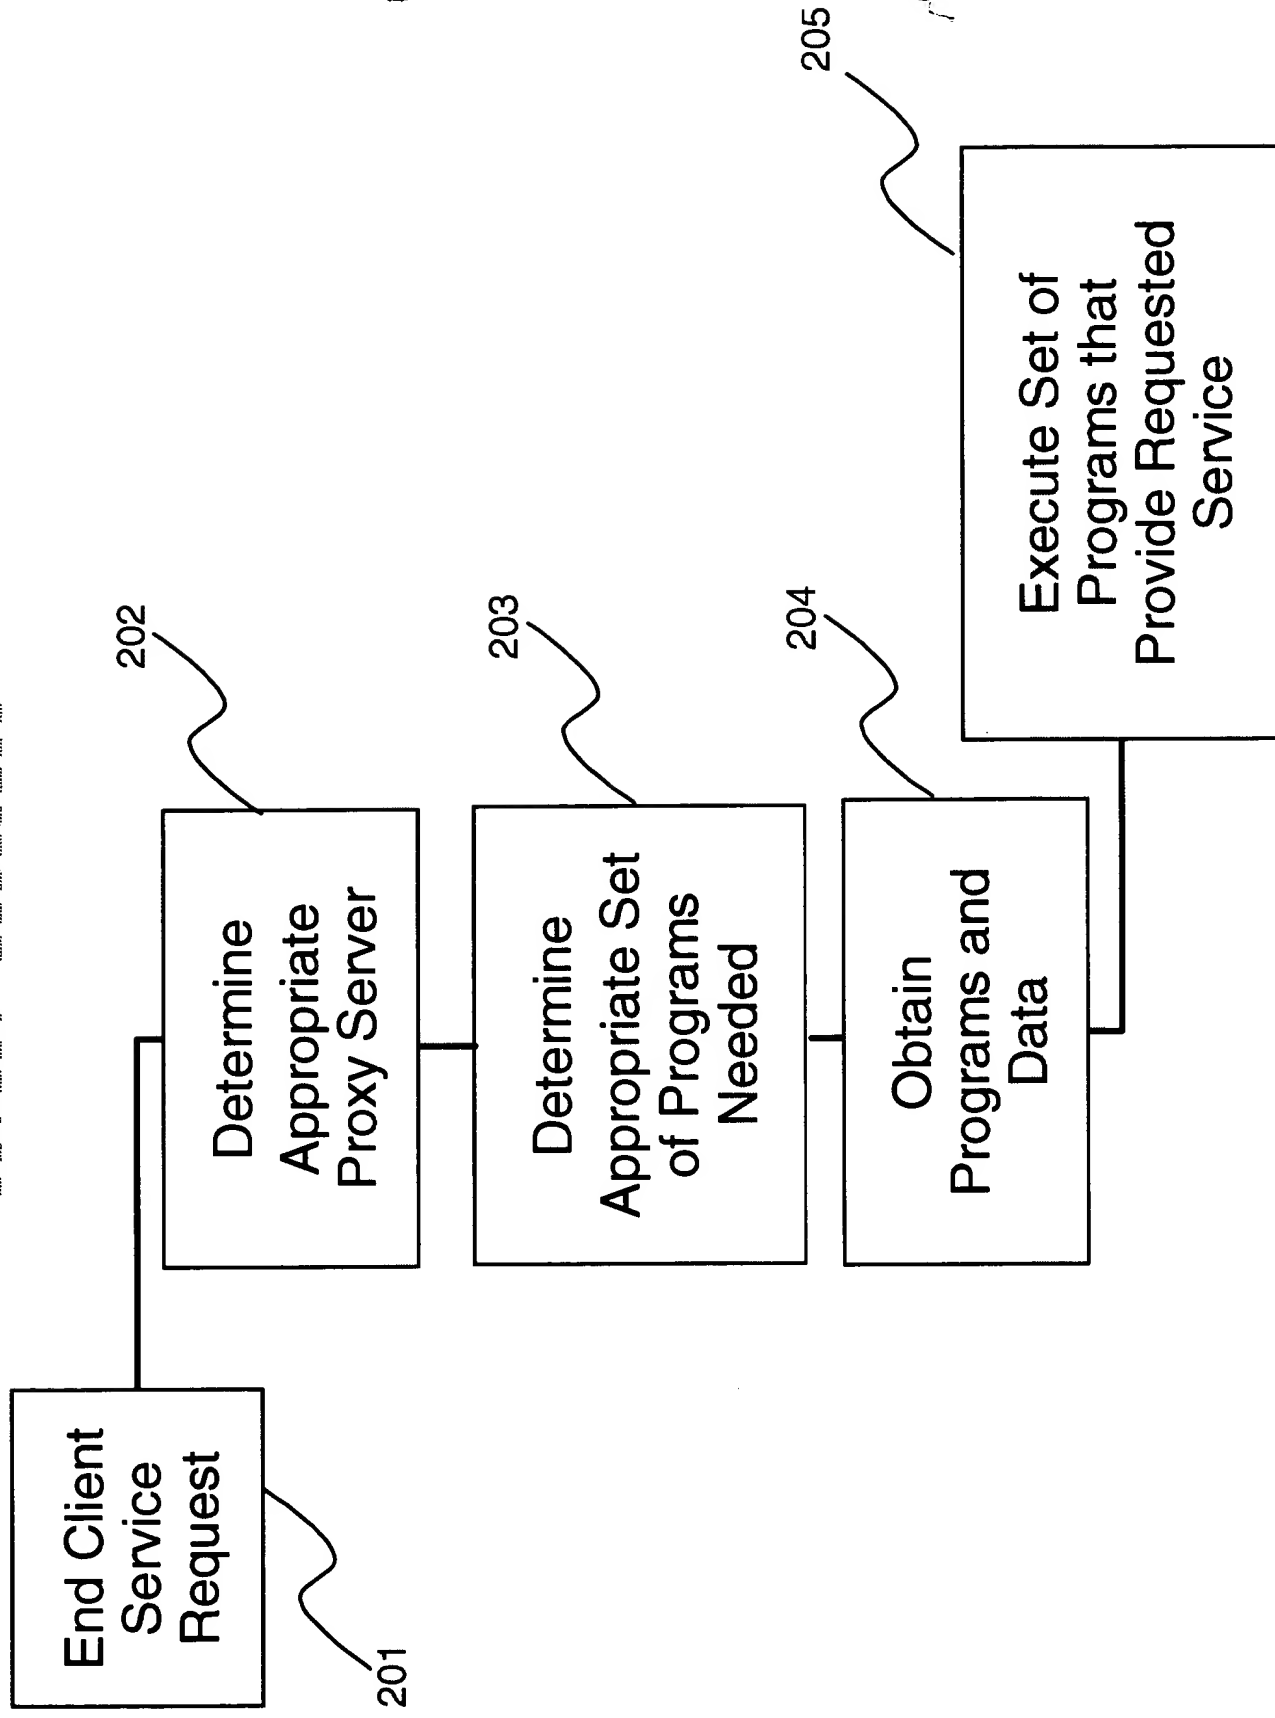 End Client
Service
Request
201
202
Determine
Appropriate
Proxy Server
203
Determine
Appropriate Set
of Programs
Needed
204
Obtain
Programs and
Data
205
Execute Set of
Programs that
Provide Requested
Service